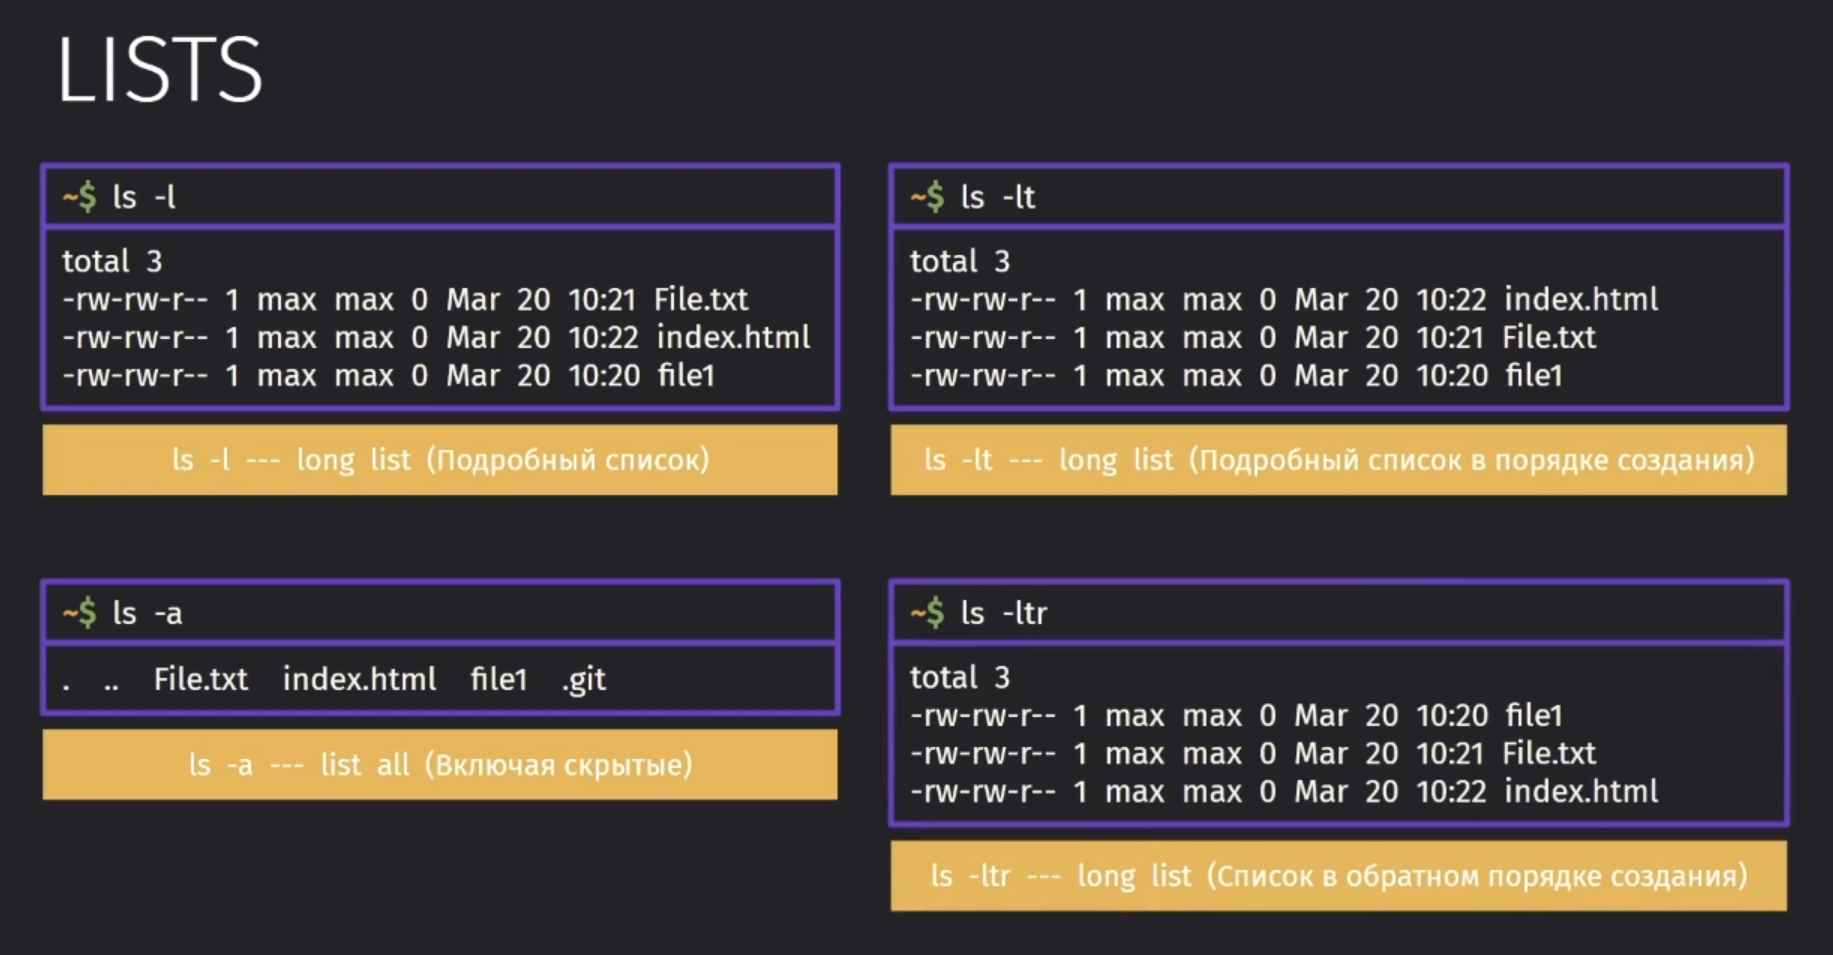 LISTS
~$ ls -l
total 3
-rw-rw-r-- 1 max max 0 Mar 20 10:21 File.txt
-rw-rw-r-- 1 max max 0 Mar 20 10:22 index.html
-rw-rw-r-- 1 max max 0 Mar 20 10:20 file1
ls -l --- long list (Подробный список)
~$ ls -lt
total 3
-rw-rw-r-- 1 max max 0 Mar 20 10:22 index.html
-rw-rw-r-- 1 max max 0 Mar 20 10:21 File.txt
-rw-rw-r-- 1 max max 0 Mar 20 10:20 file1
ls -lt --- long list (Подробный список в порядке создания)
~$ ls -a
. .. File.txt index.html file1 .git
ls -a --- list all (Включая скрытые)
~$ ls -ltr
total 3
-rw-rw-r-- 1 max max 0 Mar 20 10:20 file1
-rw-rw-r-- 1 max max 0 Mar 20 10:21 File.txt
-rw-rw-r-- 1 max max 0 Mar 20 10:22 index.html
ls -ltr --- long list (Список в обратном порядке создания)